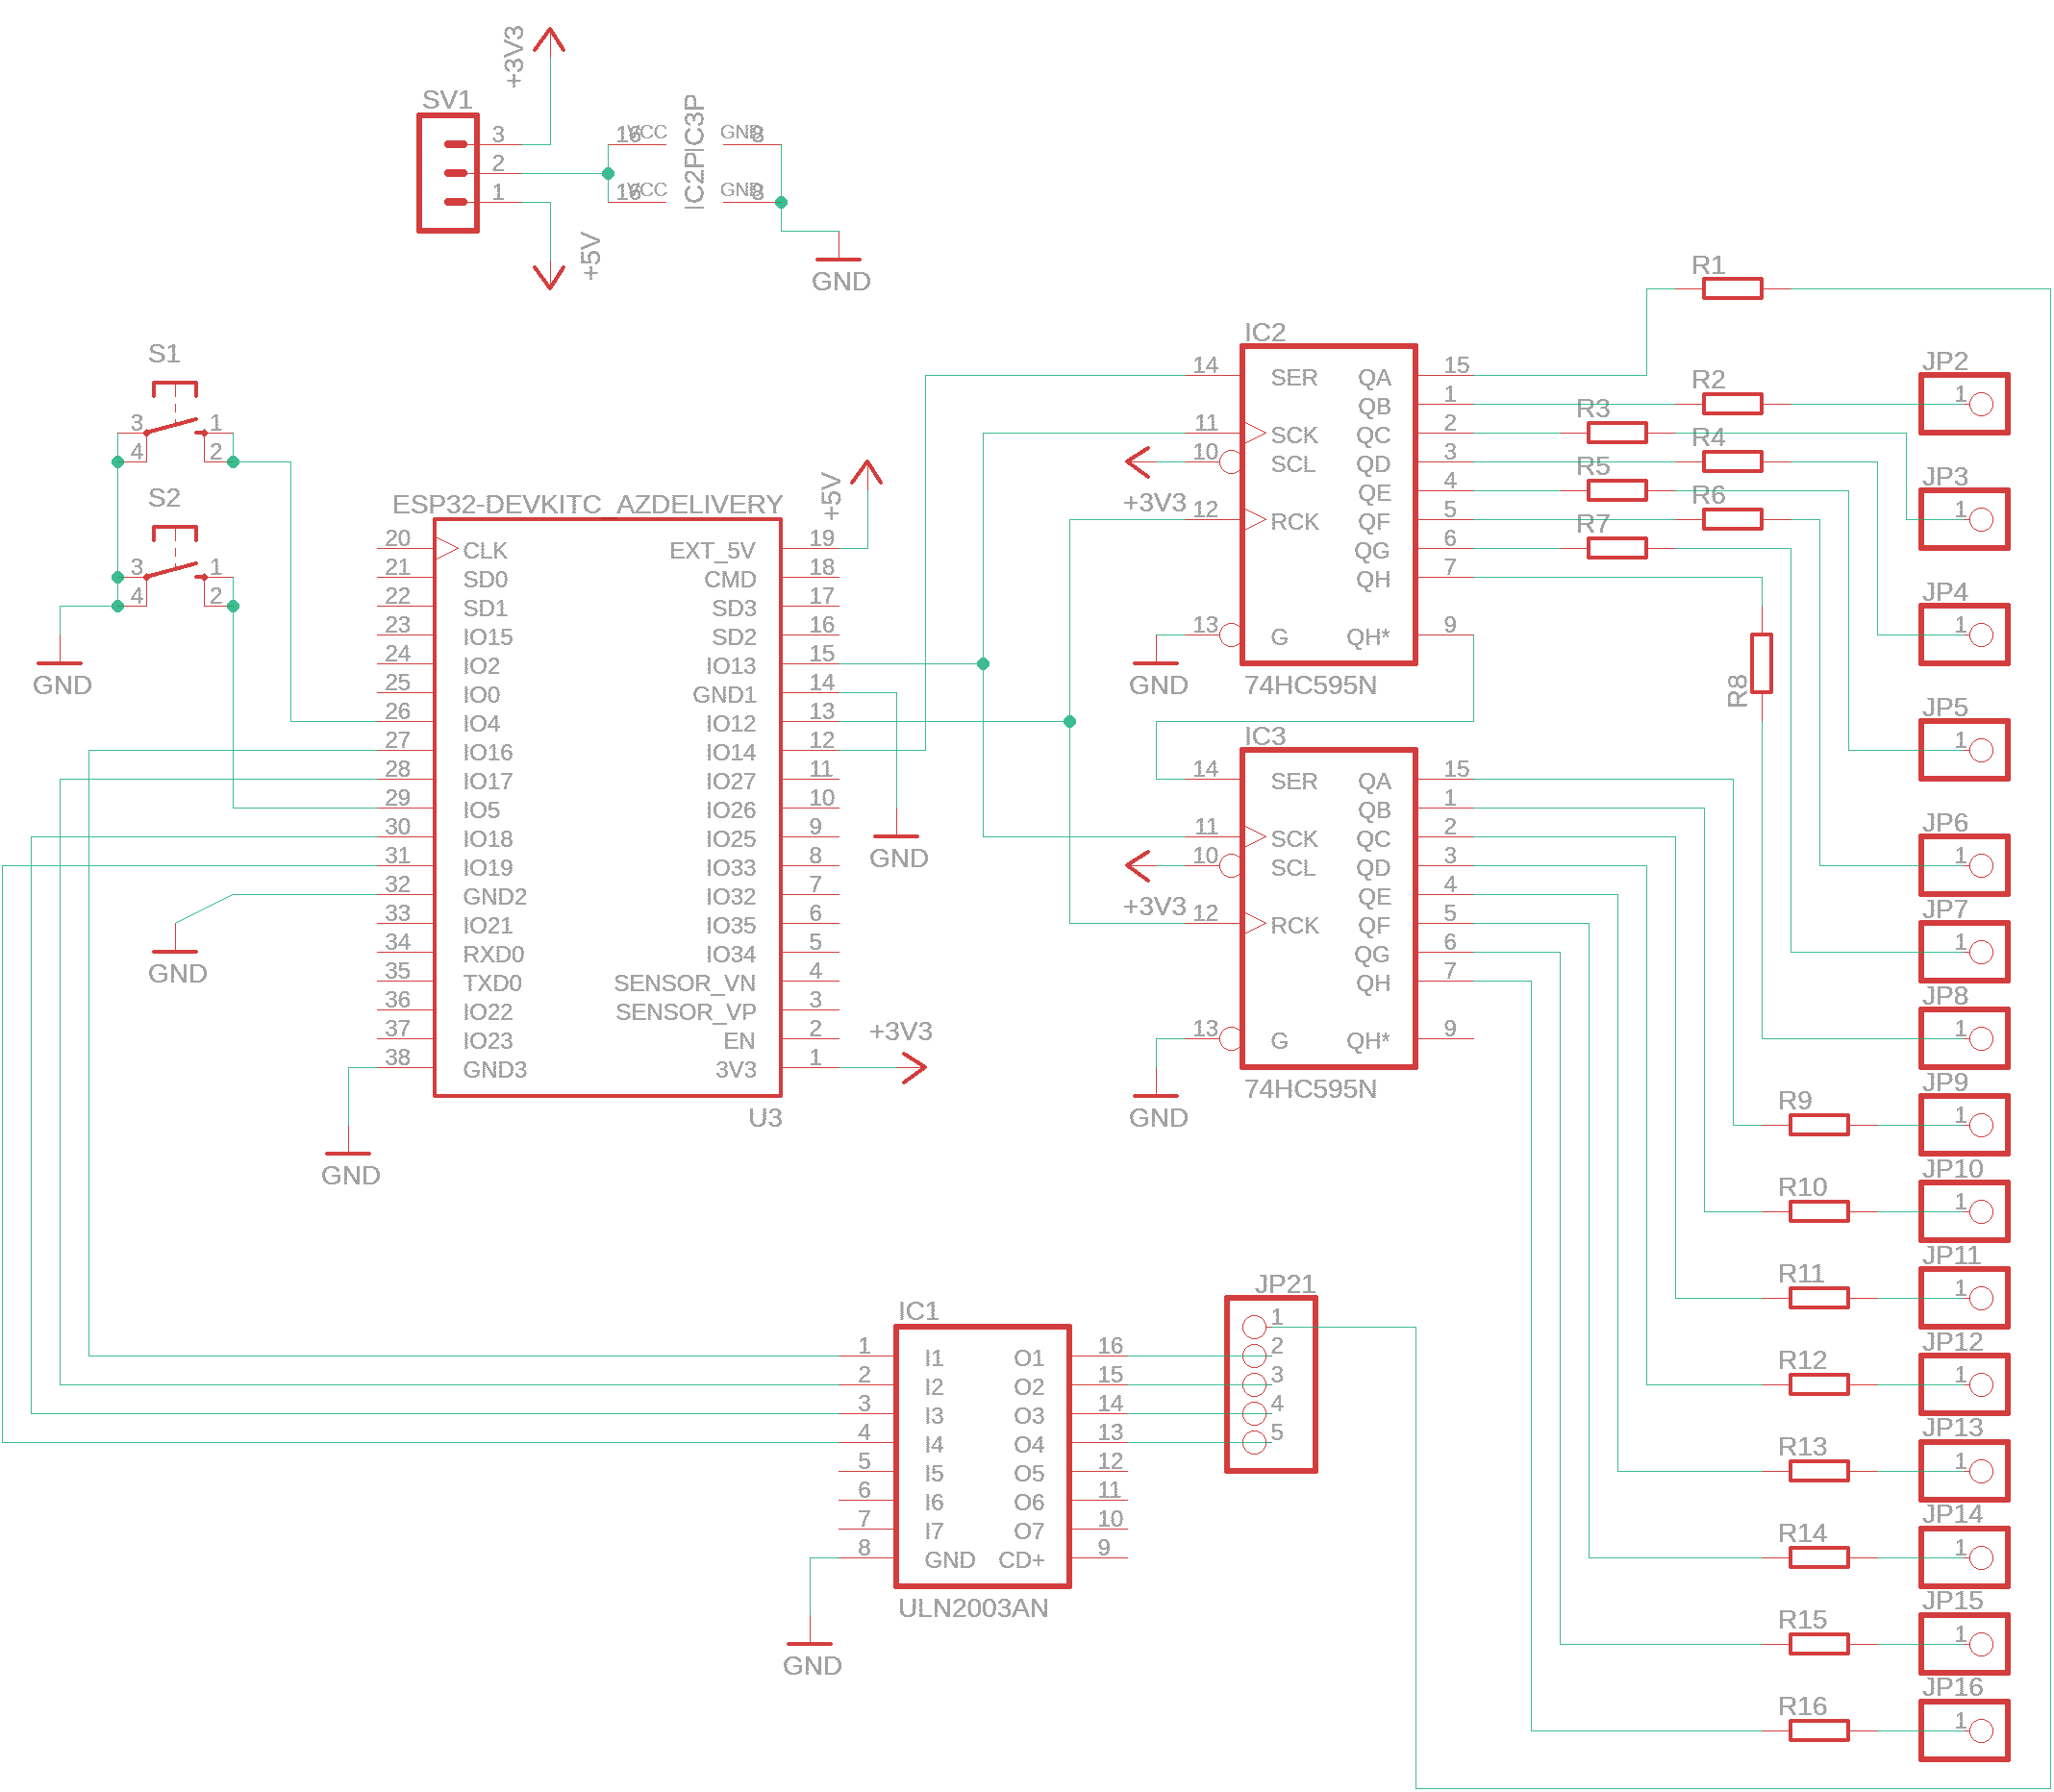 +3V3
SV1
3
2
1
+5V
16 VCC
GND 8
16 VCC
GND 8
IC2P
IC3P
GND
S1
3
1
4
2
S2
3
1
4
2
GND
ESP32-DEVKITC_AZDELIVERY
+5V
20 CLK EXT_5V 19
21 SD0 CMD 18
22 SD1 SD3 17
23 IO15 SD2 16
24 IO2 IO13 15
25 IO0 GND1 14
26 IO4 IO12 13
27 IO16 IO14 12
28 IO17 IO27 11
29 IO5 IO26 10
30 IO18 IO25 9
31 IO19 IO33 8
32 GND2 IO32 7
33 IO21 IO35 6
34 RXD0 IO34 5
35 TXD0 SENSOR_VN 4
36 IO22 SENSOR_VP 3
37 IO23 EN 2
38 GND3 3V3 1
U3
GND
GND
GND
+3V3
IC2
14 SER QA 15
QB 1
11 SCK QC 2
10 SCL QD 3
+3V3
QE 4
12 RCK QF 5
QG 6
QH 7
13 G QH* 9
GND
74HC595N
IC3
14 SER QA 15
QB 1
11 SCK QC 2
10 SCL QD 3
+3V3
QE 4
12 RCK QF 5
QG 6
QH 7
13 G QH* 9
GND
74HC595N
R1
R2
R3
R4
R5
R6
R7
R8
JP2
1
JP3
1
JP4
1
JP5
1
JP6
1
JP7
1
JP8
1
R9
JP9
1
R10
JP10
1
R11
JP11
1
R12
JP12
1
R13
JP13
1
R14
JP14
1
R15
JP15
1
R16
JP16
1
IC1
1 I1 O1 16
2 I2 O2 15
3 I3 O3 14
4 I4 O4 13
5 I5 O5 12
6 I6 O6 11
7 I7 O7 10
8 GND CD+ 9
ULN2003AN
GND
JP21
1
2
3
4
5